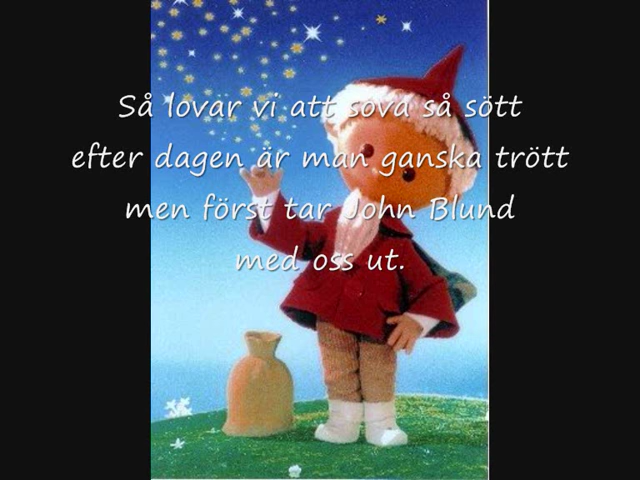 Så lovar vi att sova så sött
efter dagen är man ganska trött
men först tar John Blund
med oss ut.